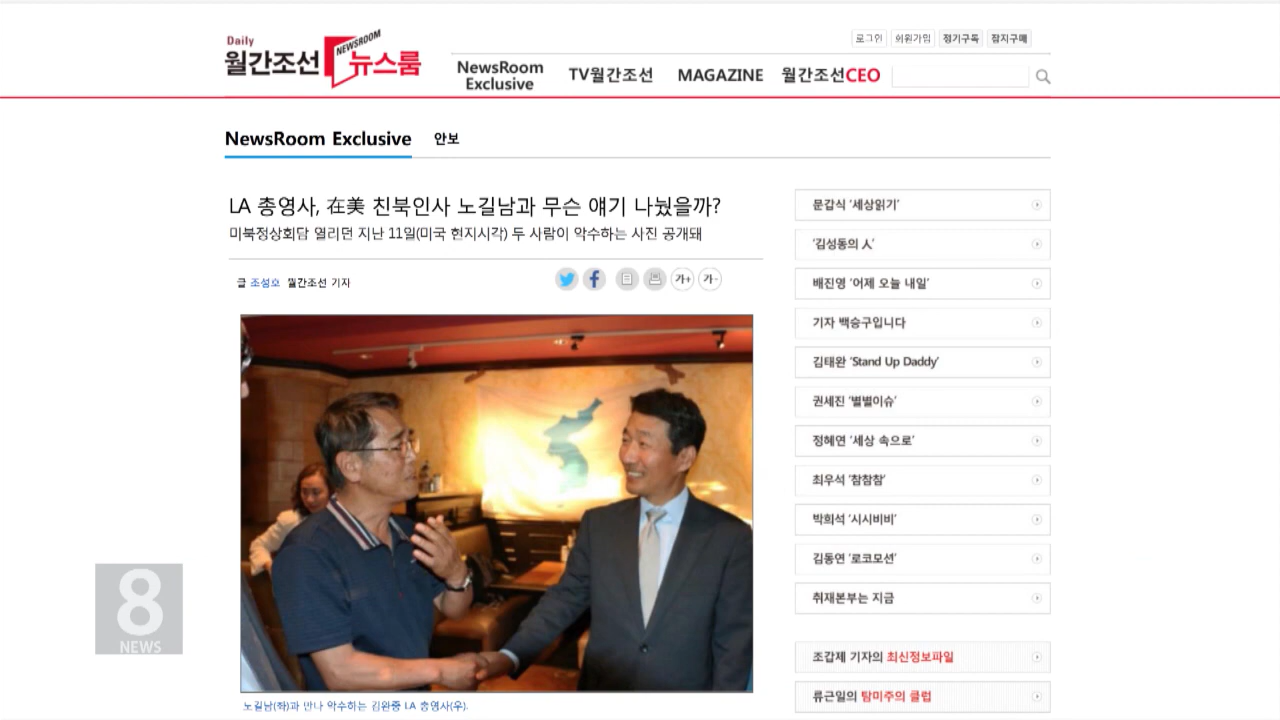 Daily
월간조선
NEWSROOM
뉴스룸
로그인 회원가입 정기구독 잡지구매
NewsRoom Exclusive
TV월간조선
MAGAZINE
월간조선CEO
NewsRoom Exclusive 안보
LA 총영사, 在美 친북인사 노길남과 무슨 얘기 나눴을까?
미북정상회담 열리던 지난 11일(미국 현지시각) 두 사람이 악수하는 사진 공개돼
글 조성호 월간조선 기자
가+ 가-
노길남(좌)과 만나 악수하는 김완중 LA 총영사(우).
문갑식 '세상읽기'
'김성동의 人'
배진영 '어제 오늘 내일'
기자 백승구입니다
김태완 'Stand Up Daddy'
권세진 '별별이슈'
정혜연 '세상 속으로'
최우석 '참참참'
박희석 '시시비비'
김동연 '로코모션'
취재본부는 지금
조갑제 기자의 최신정보파일
류근일의 탐미주의 클럽
8
NEWS